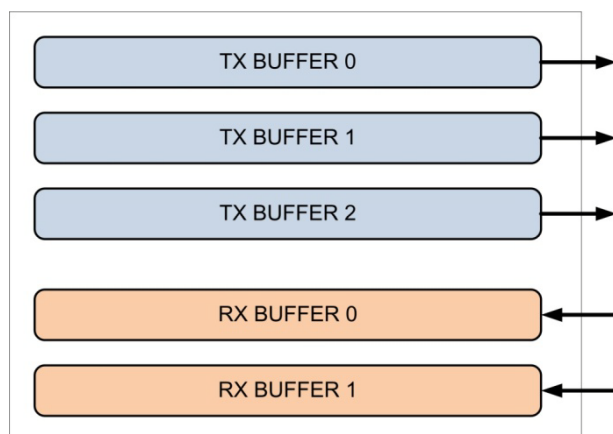 TX BUFFER 0
TX BUFFER 1
TX BUFFER 2
RX BUFFER 0
RX BUFFER 1